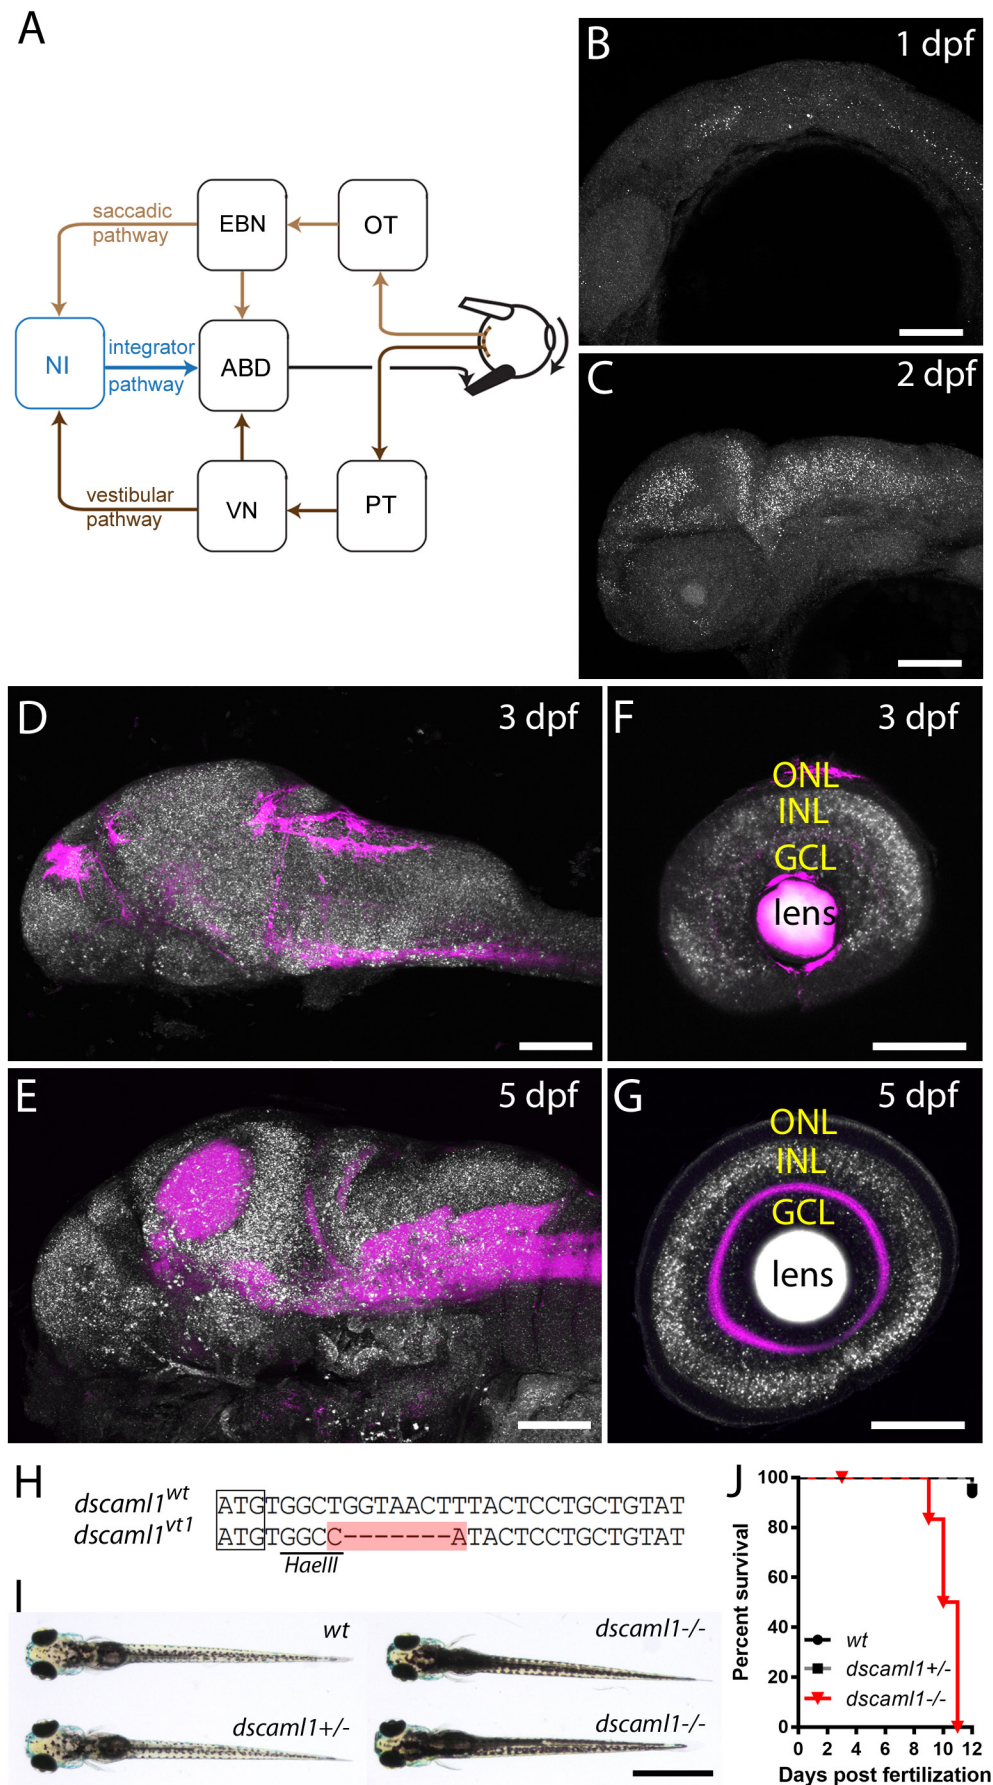 A
saccadic
pathway
EBN
OT
NI
integrator
pathway
ABD
vestibular
pathway
VN
PT
B
1 dpf
C
2 dpf
D
3 dpf
F
3 dpf
ONL
INL
GCL
lens
E
5 dpf
G
5 dpf
ONL
INL
GCL
lens
H
dscaml1wt ATGTGGCTGGTAACTTTACTCCTGCTGTAT
dscaml1vt1 ATGTGGCC-------ATACTCCTGCTGTAT
HaeIII
I
wt
dscaml1-/-
dscaml1+/-
dscaml1-/-
J
100
80
60
40
20
0
Percent survival
wt
dscaml1+/-
dscaml1-/-
0 2 4 6 8 10 12
Days post fertilization